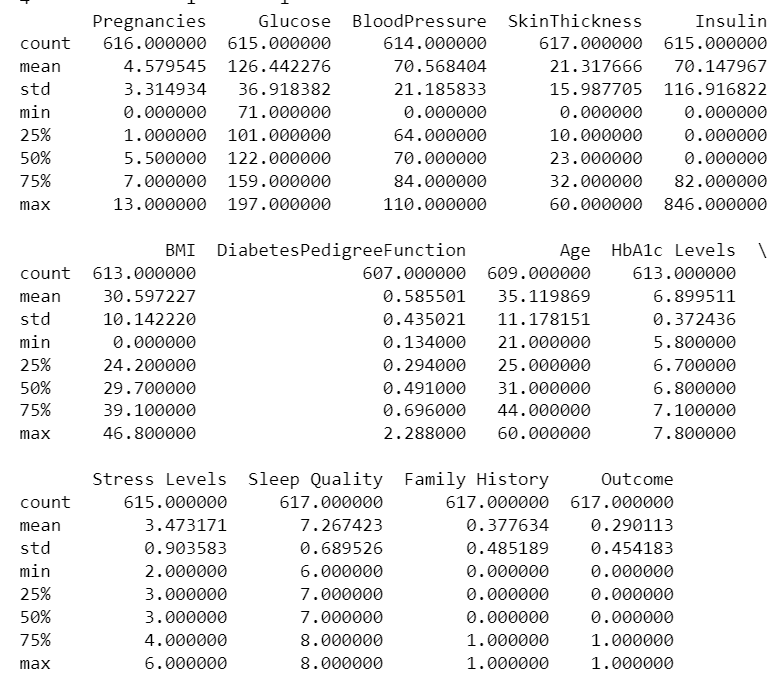 Pregnancies Glucose BloodPressure SkinThickness Insulin
count 616.000000 615.000000 614.000000 617.000000 615.000000
mean 4.579545 126.442276 70.568404 21.317666 70.147967
std 3.314934 36.918382 21.185833 15.987705 116.916822
min 0.000000 71.000000 0.000000 0.000000 0.000000
25% 1.000000 101.000000 64.000000 10.000000 0.000000
50% 5.500000 122.000000 70.000000 23.000000 0.000000
75% 7.000000 159.000000 84.000000 32.000000 82.000000
max 13.000000 197.000000 110.000000 60.000000 846.000000
BMI DiabetesPedigreeFunction Age HbA1c Levels \
count 613.000000 607.000000 609.000000 613.000000
mean 30.597227 0.585501 35.119869 6.899511
std 10.142220 0.435021 11.178151 0.372436
min 0.000000 0.134000 21.000000 5.800000
25% 24.200000 0.294000 25.000000 6.700000
50% 29.700000 0.491000 31.000000 6.800000
75% 39.100000 0.696000 44.000000 7.100000
max 46.800000 2.288000 60.000000 7.800000
Stress Levels Sleep Quality Family History Outcome
count 615.000000 617.000000 617.000000 617.000000
mean 3.473171 7.267423 0.377634 0.290113
std 0.903583 0.689526 0.485189 0.454183
min 2.000000 6.000000 0.000000 0.000000
25% 3.000000 7.000000 0.000000 0.000000
50% 3.000000 7.000000 0.000000 0.000000
75% 4.000000 8.000000 1.000000 1.000000
max 6.000000 8.000000 1.000000 1.000000